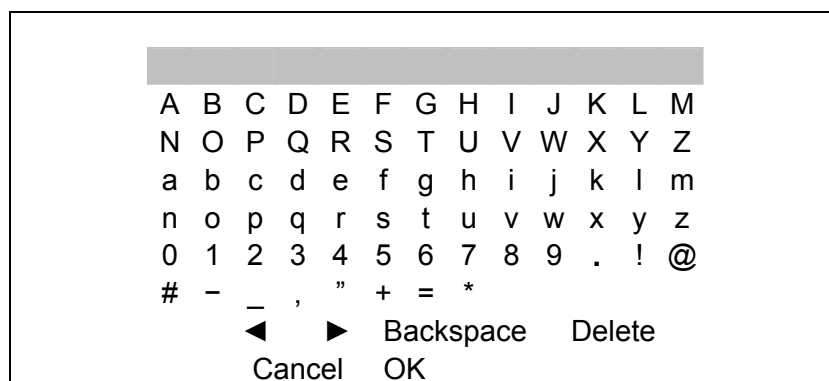 A B C D E F G H I J K L M
N O P Q R S T U V W X Y Z
a b c d e f g h i j k l m
n o p q r s t u v w x y z
0 1 2 3 4 5 6 7 8 9 . ! @
# − _ , ” + = *
◄ ► Backspace Delete
Cancel OK